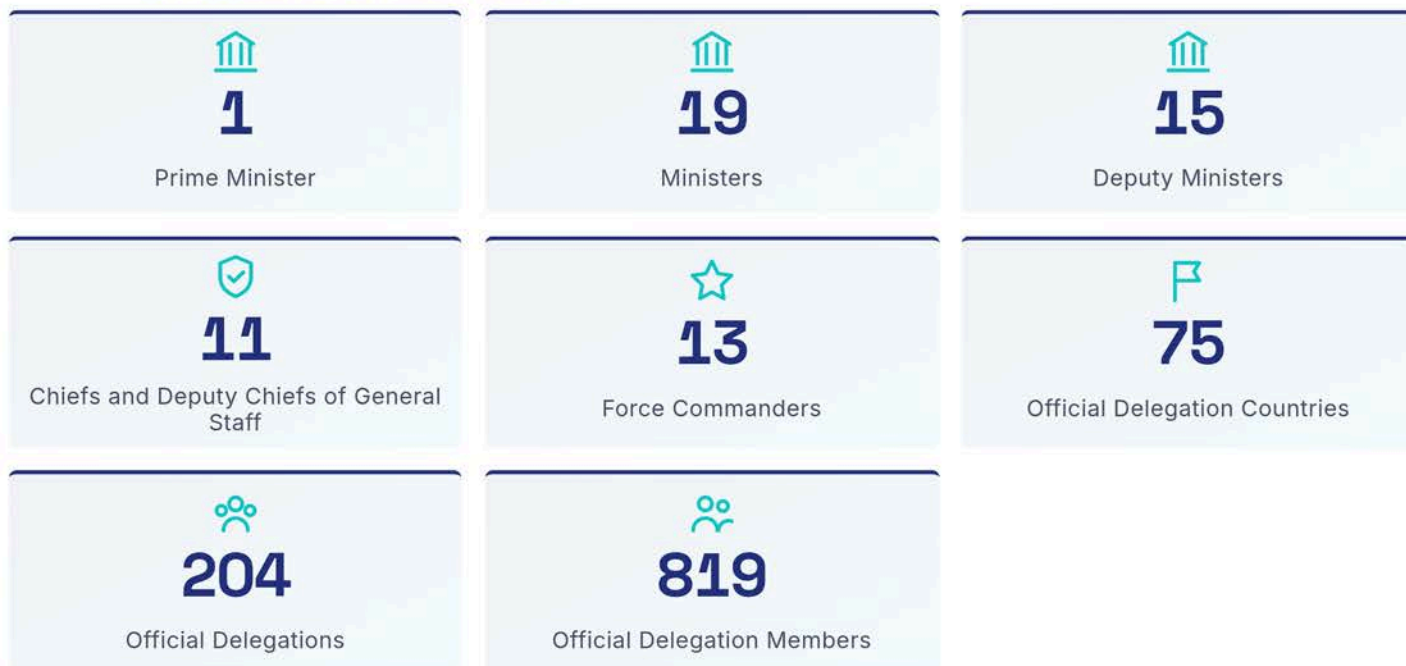 1
Prime Minister
19
Ministers
15
Deputy Ministers
11
Chiefs and Deputy Chiefs of General
Staff
13
Force Commanders
75
Official Delegation Countries
204
Official Delegations
819
Official Delegation Members